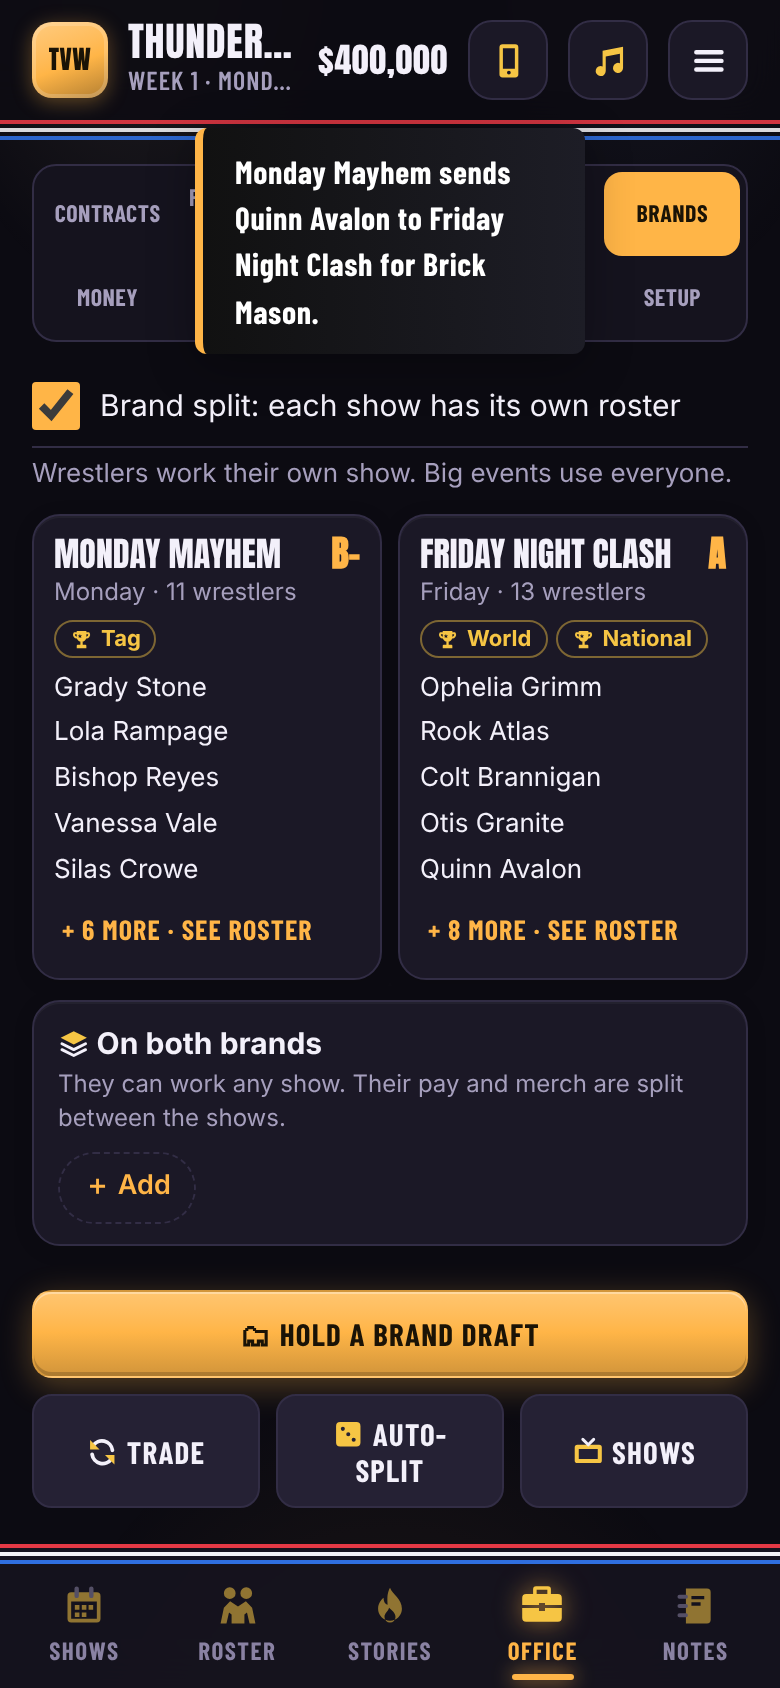 TVW
THUNDER...
WEEK 1 · MOND...
$400,000
Monday Mayhem sends
Quinn Avalon to Friday
Night Clash for Brick
Mason.
CONTRACTS
BRANDS
MONEY
SETUP
Brand split: each show has its own roster
Wrestlers work their own show. Big events use everyone.
MONDAY MAYHEM B-
Monday · 11 wrestlers
Tag
Grady Stone
Lola Rampage
Bishop Reyes
Vanessa Vale
Silas Crowe
+ 6 MORE · SEE ROSTER
FRIDAY NIGHT CLASH A
Friday · 13 wrestlers
World National
Ophelia Grimm
Rook Atlas
Colt Brannigan
Otis Granite
Quinn Avalon
+ 8 MORE · SEE ROSTER
On both brands
They can work any show. Their pay and merch are split
between the shows.
+ Add
HOLD A BRAND DRAFT
TRADE
AUTO-
SPLIT
SHOWS
SHOWS
ROSTER
STORIES
OFFICE
NOTES